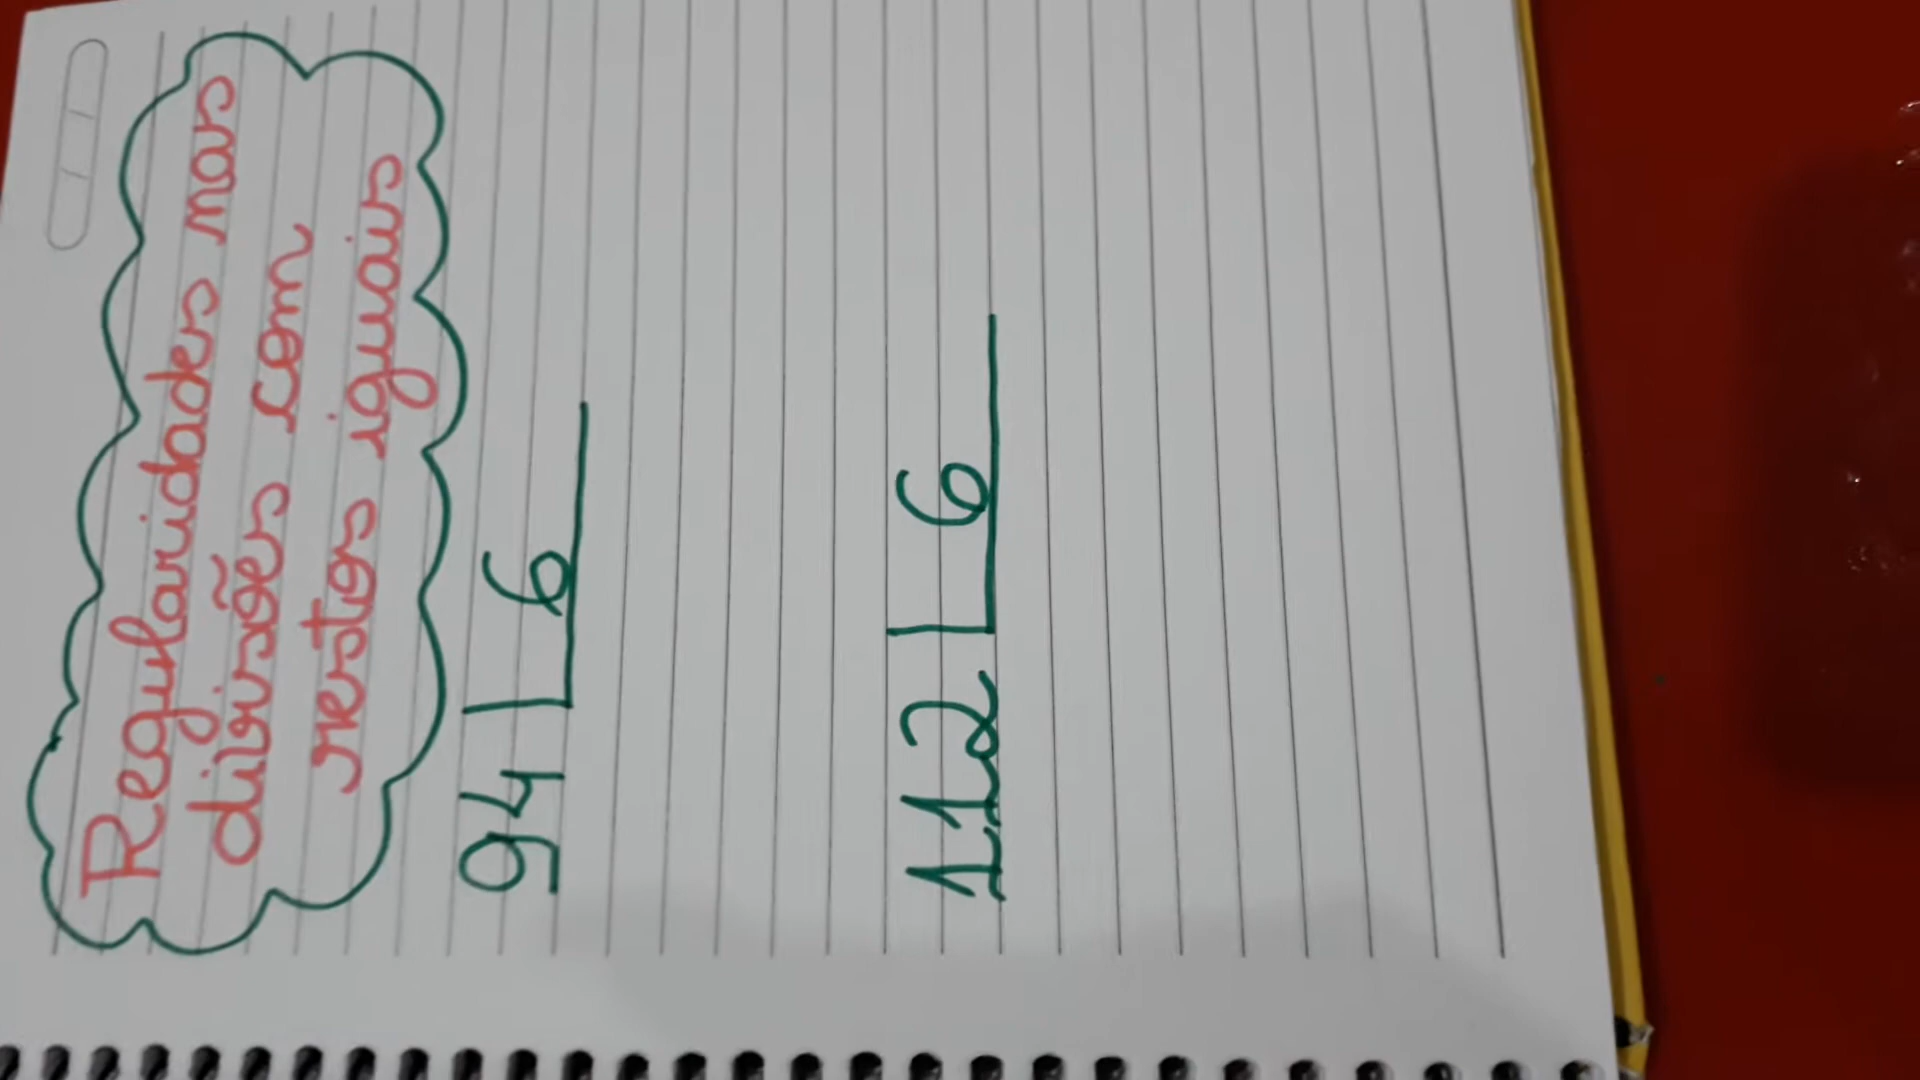 Regularidades nas
divisões com
restos iguais
94 6
112 6